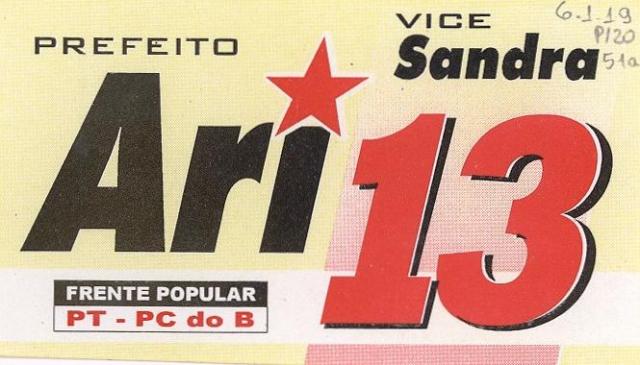 PREFEITO
Ari
VICE
Sandra
13
6.1.19
P120
51a
FRENTE POPULAR
PT - PC do B